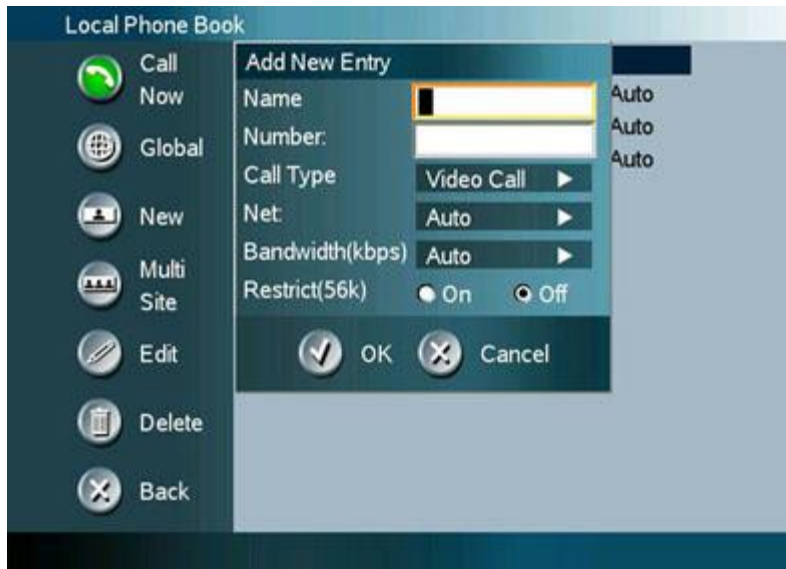 Local Phone Book
Call
Now
Global
New
Multi
Site
Edit
Delete
Back
Add New Entry
Name
Number:
Call Type Video Call
Net: Auto
Bandwidth(kbps) Auto
Restrict(56k) On Off
OK Cancel
Auto
Auto
Auto